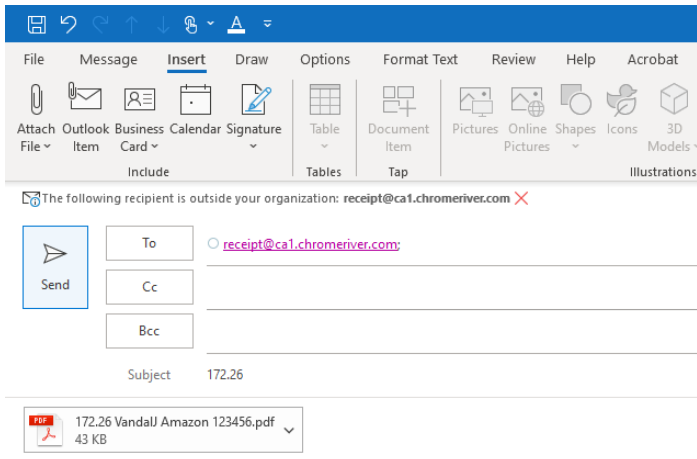 A
File Message Insert Draw Options Format Text Review Help Acrobat
Attach File Outlook Item Business Card Calendar Signature Table Document Item Pictures Online Pictures Shapes Icons 3D Models
Include Tables Tap Illustrations
The following recipient is outside your organization: receipt@ca1.chromeriver.com
To receipt@ca1.chromeriver.com;
Send
Cc
Bcc
Subject 172.26
PDF 172.26 VandalJ Amazon 123456.pdf
43 KB